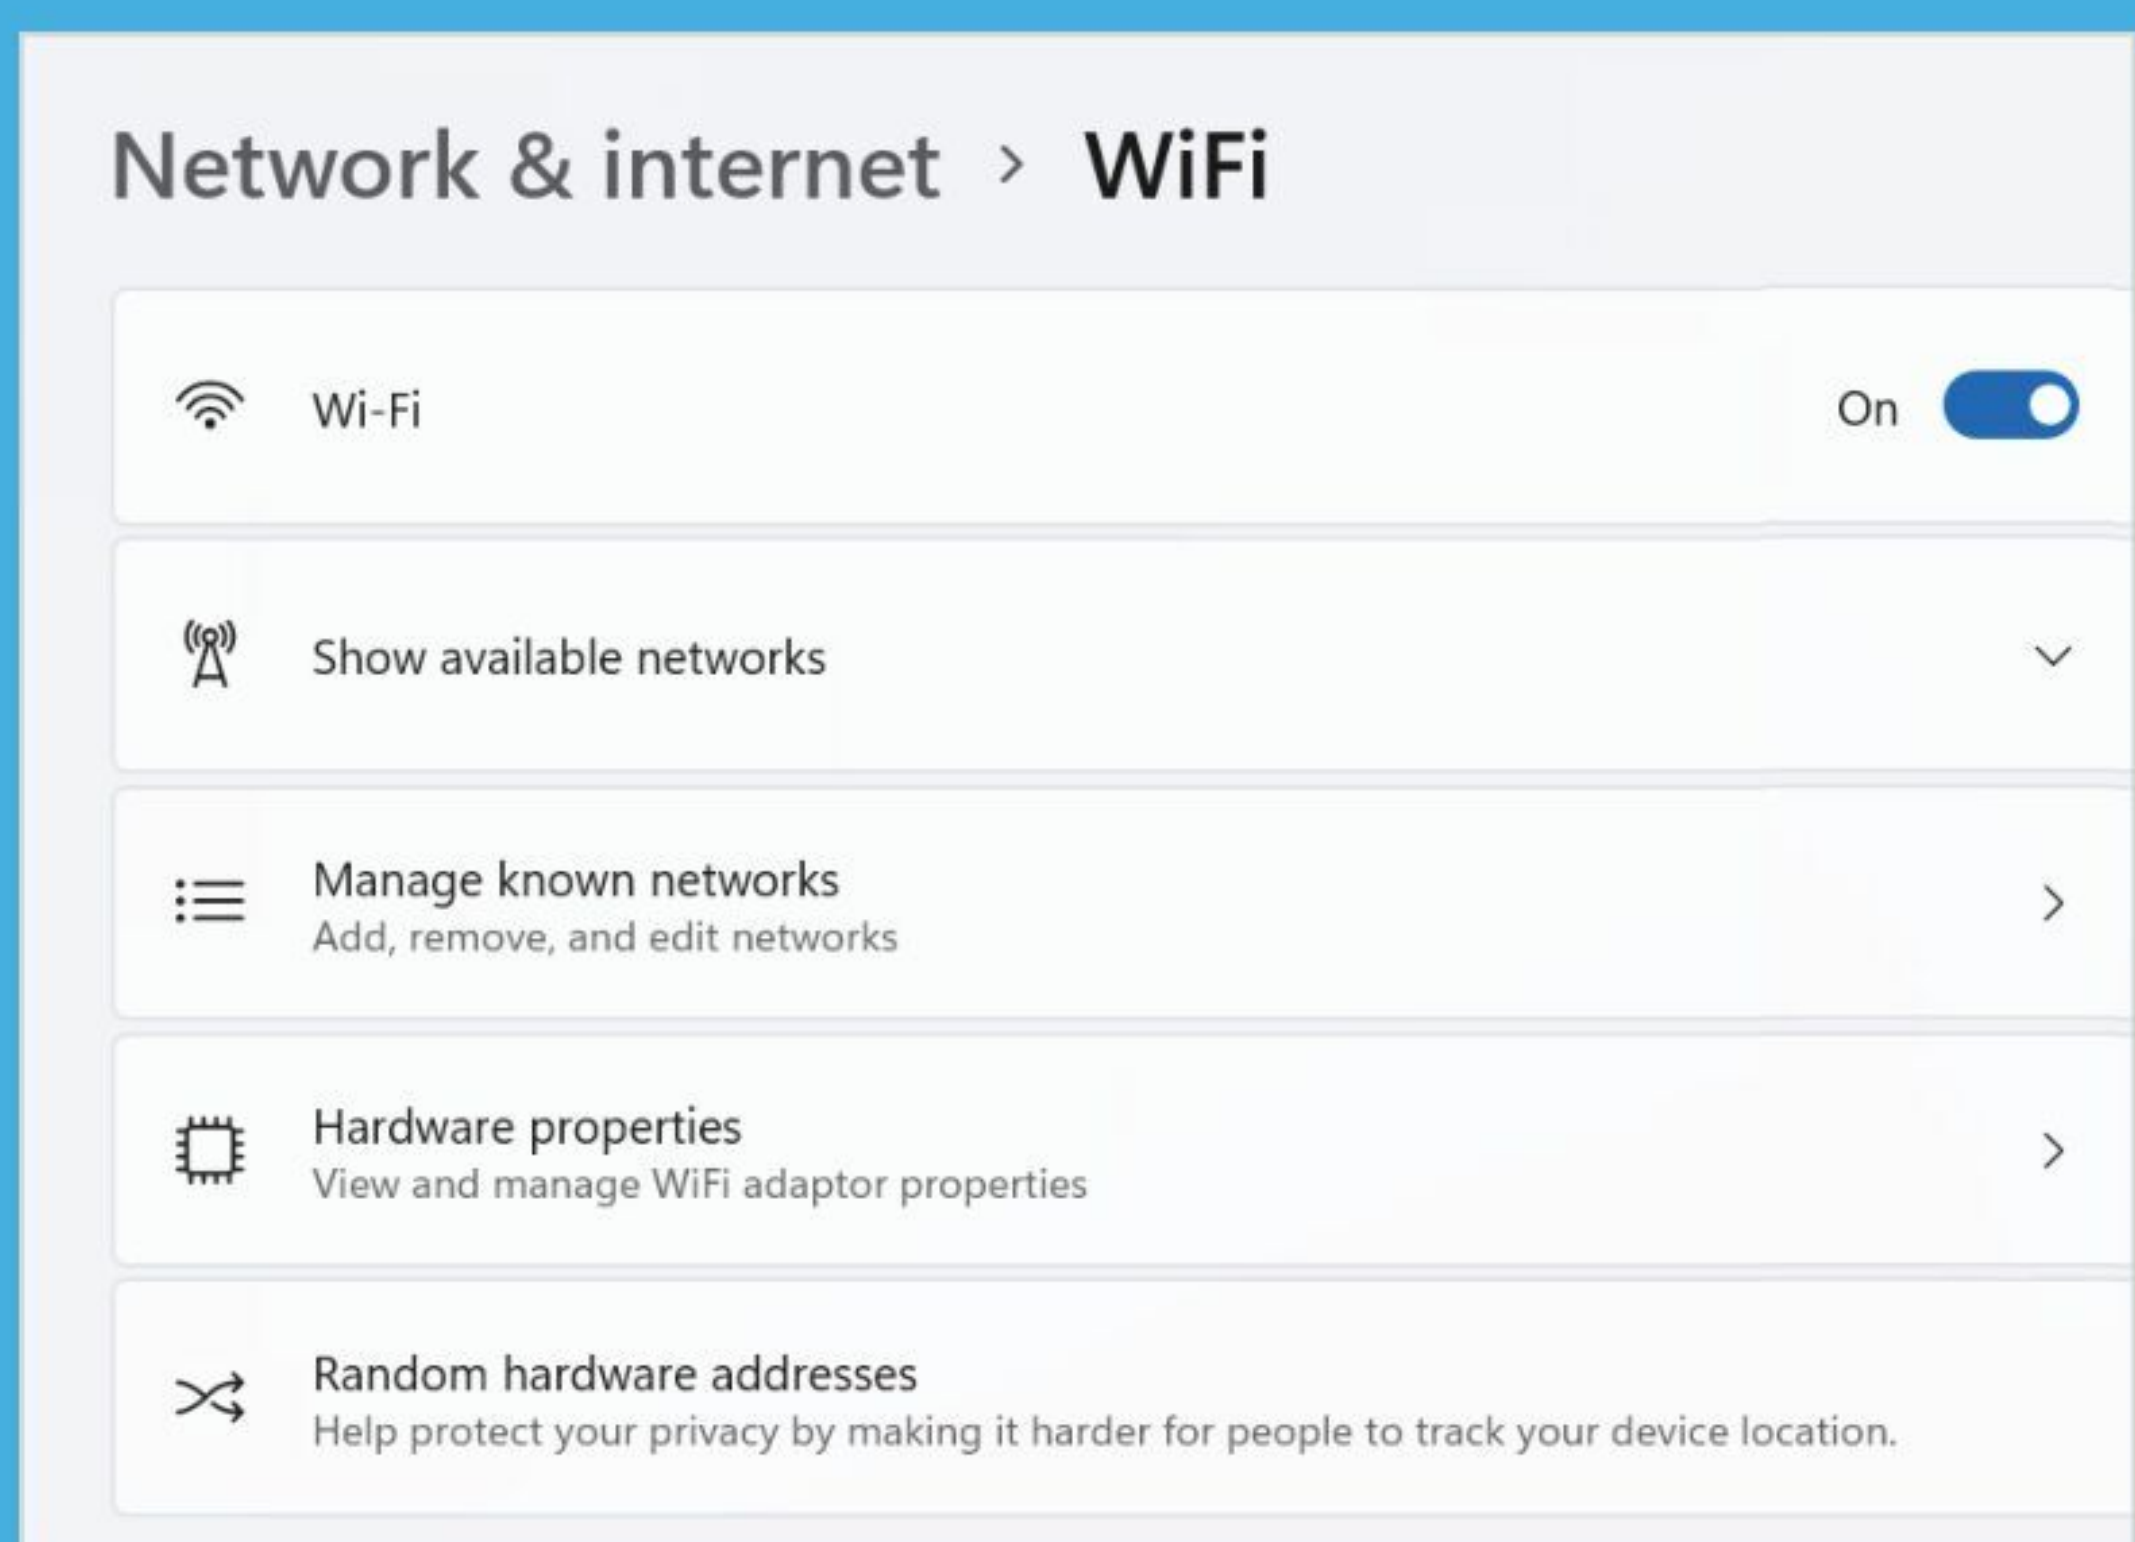 Network & internet > WiFi
Wi-Fi
On
Show available networks
Manage known networks
Add, remove, and edit networks
Hardware properties
View and manage WiFi adaptor properties
Random hardware addresses
Help protect your privacy by making it harder for people to track your device location.